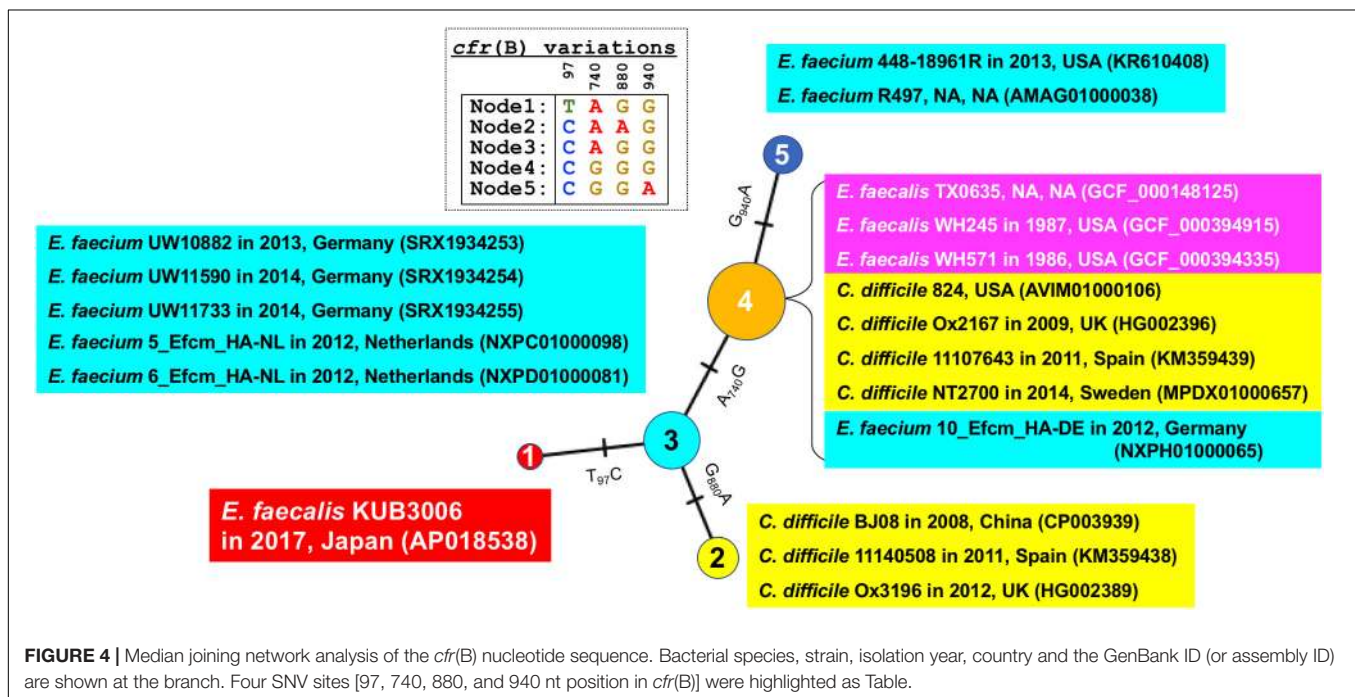 cfr(B) variations
97 740 880 940
Node1: T A G G
Node2: C A A G
Node3: C A G G
Node4: C G G G
Node5: C G G A
E. faecium 448-18961R in 2013, USA (KR610408)
E. faecium R497, NA, NA (AMAG01000038)
5
G940A
E. faecalis TX0635, NA, NA (GCF_000148125)
E. faecalis WH245 in 1987, USA (GCF_000394915)
E. faecalis WH571 in 1986, USA (GCF_000394335)
C. difficile 824, USA (AVIM01000106)
C. difficile Ox2167 in 2009, UK (HG002396)
C. difficile 11107643 in 2011, Spain (KM359439)
C. difficile NT2700 in 2014, Sweden (MPDX01000657)
E. faecium 10_Efcm_HA-DE in 2012, Germany
(NXPH01000065)
4
E. faecium UW10882 in 2013, Germany (SRX1934253)
E. faecium UW11590 in 2014, Germany (SRX1934254)
E. faecium UW11733 in 2014, Germany (SRX1934255)
E. faecium 5_Efcm_HA-NL in 2012, Netherlands (NXPC01000098)
E. faecium 6_Efcm_HA-NL in 2012, Netherlands (NXPD01000081)
A740G
3
1
T97C
G880A
E. faecalis KUB3006
in 2017, Japan (AP018538)
2
C. difficile BJ08 in 2008, China (CP003939)
C. difficile 11140508 in 2011, Spain (KM359438)
C. difficile Ox3196 in 2012, UK (HG002389)
FIGURE 4 | Median joining network analysis of the cfr(B) nucleotide sequence. Bacterial species, strain, isolation year, country and the GenBank ID (or assembly ID)
are shown at the branch. Four SNV sites [97, 740, 880, and 940 nt position in cfr(B)] were highlighted as Table.